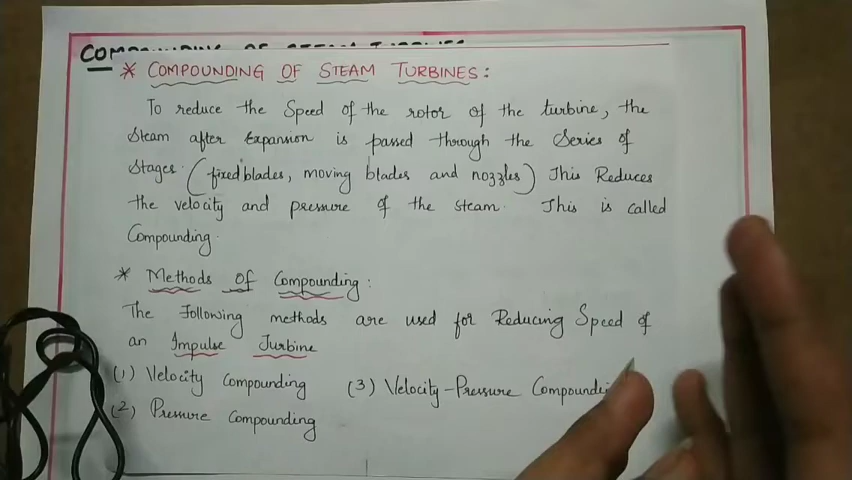 * COMPOUNDING OF STEAM TURBINES:
To reduce the Speed of the rotor of the turbine, the
Steam after Expansion is passed through the Series of
Stages. (fixed blades, moving blades and nozzles) This Reduces
the velocity and pressure of the steam. This is called
Compounding.
* Methods of Compounding:
The Following methods are used for Reducing Speed of
an Impulse Turbine
(1) Velocity Compounding (3) Velocity-Pressure
(2) Pressure Compounding